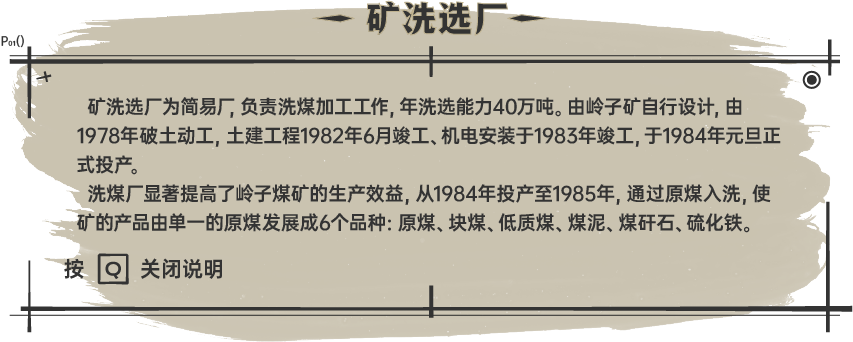 矿洗选厂
P01()
矿洗选厂为简易厂, 负责洗煤加工工作, 年洗选能力40万吨。由岭子矿自行设计, 由
1978年破土动工, 土建工程1982年6月竣工、机电安装于1983年竣工, 于1984年元旦正
式投产。
洗煤厂显著提高了岭子煤矿的生产效益, 从1984年投产至1985年, 通过原煤入洗, 使
矿的产品由单一的原煤发展成6个品种: 原煤、块煤、低质煤、煤泥、煤矸石、硫化铁。
按 Q 关闭说明